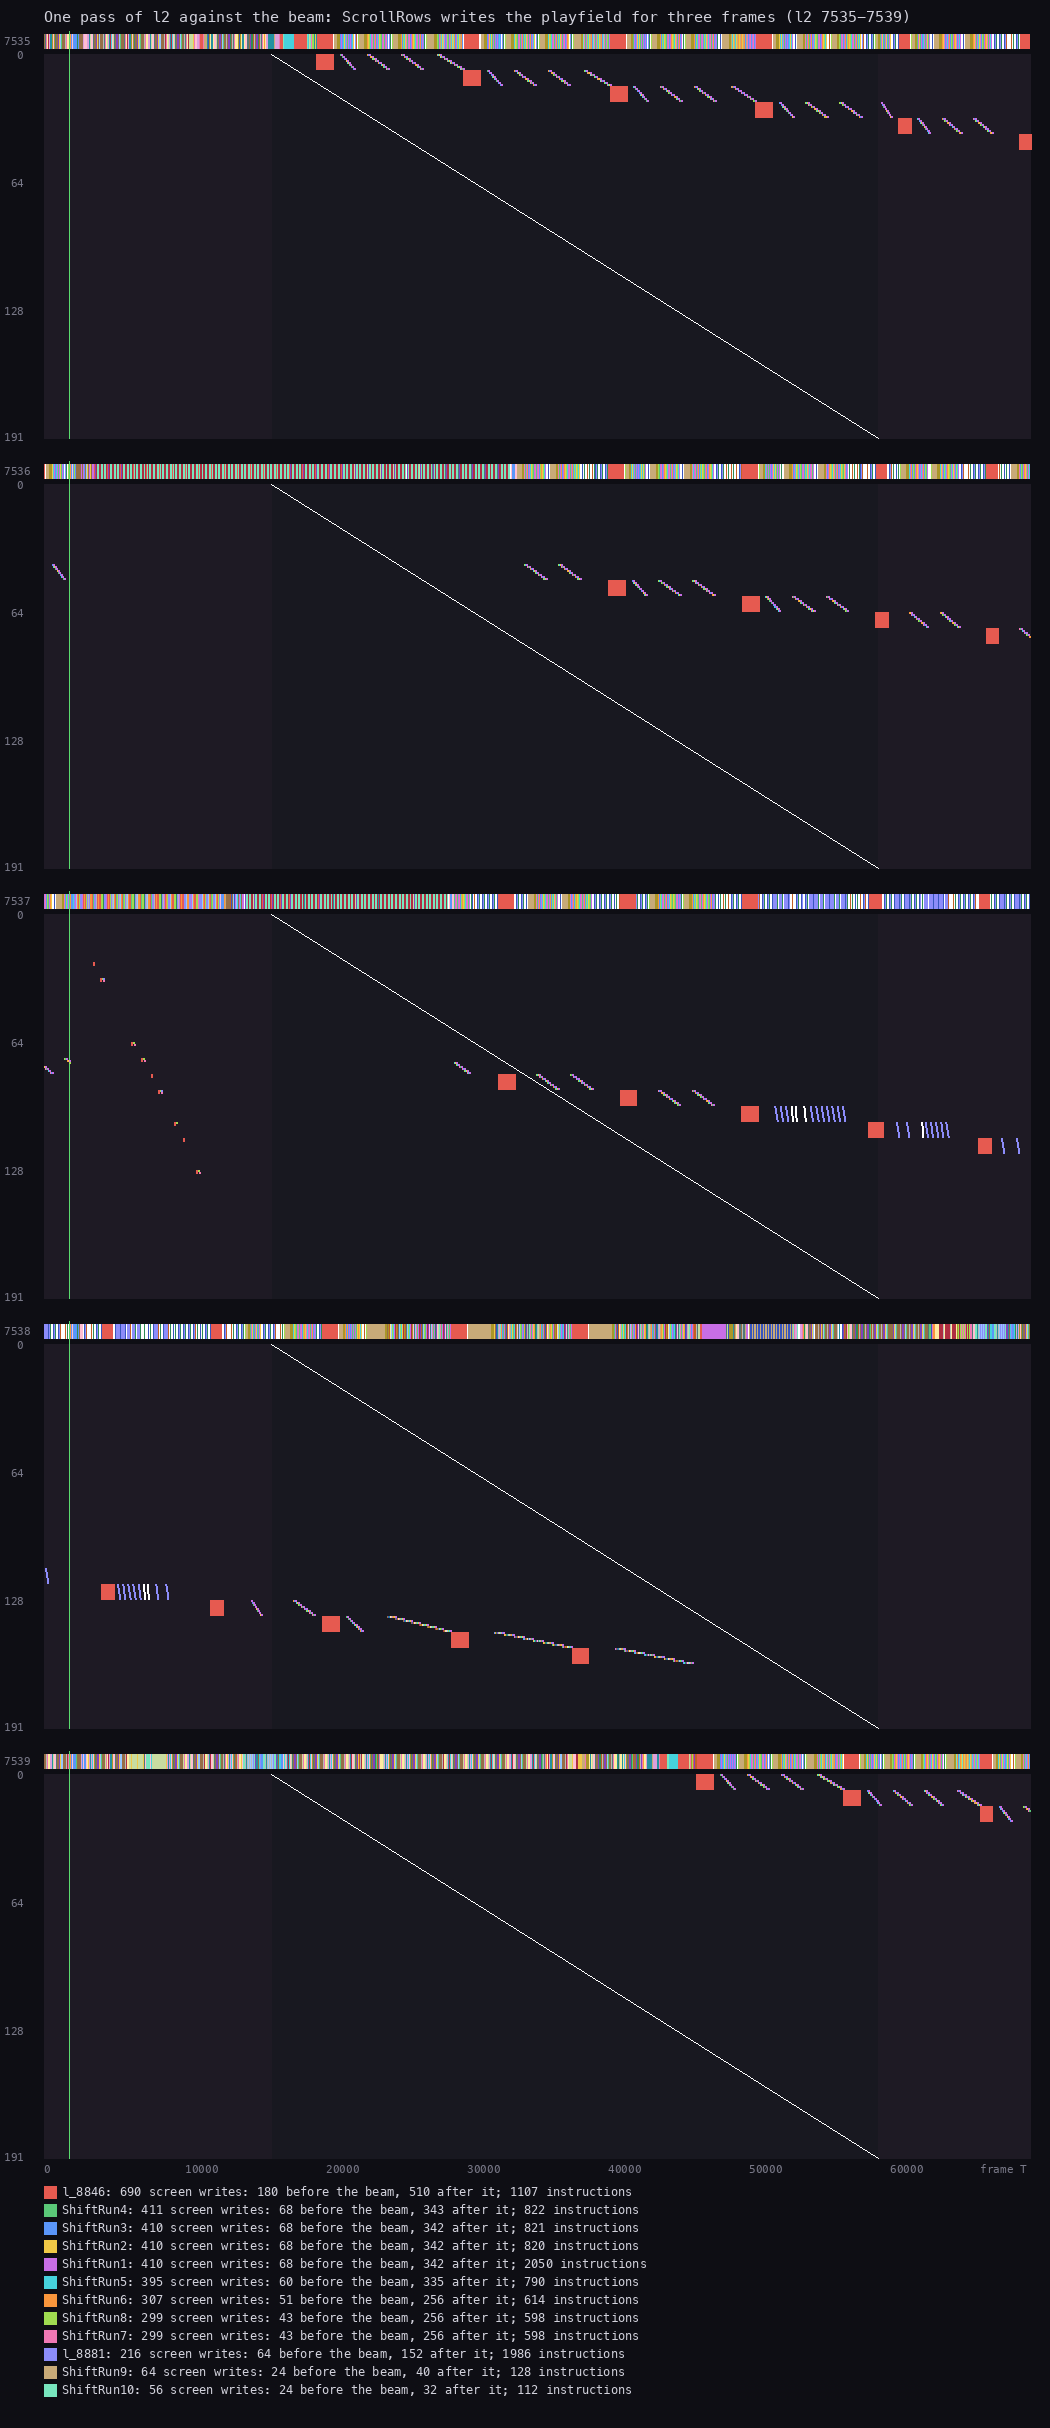 One pass of l2 against the beam: ScrollRows writes the playfield for three frames (l2 7535–7539)
7535
0
64
128
191
7536
0
64
128
191
7537
0
64
128
191
7538
0
64
128
191
7539
0
64
128
191
0 10000 20000 30000 40000 50000 60000 frame T
l_8846: 690 screen writes: 180 before the beam, 510 after it; 1107 instructions
ShiftRun4: 411 screen writes: 68 before the beam, 343 after it; 822 instructions
ShiftRun3: 410 screen writes: 68 before the beam, 342 after it; 821 instructions
ShiftRun2: 410 screen writes: 68 before the beam, 342 after it; 820 instructions
ShiftRun1: 410 screen writes: 68 before the beam, 342 after it; 2050 instructions
ShiftRun5: 395 screen writes: 60 before the beam, 335 after it; 790 instructions
ShiftRun6: 307 screen writes: 51 before the beam, 256 after it; 614 instructions
ShiftRun8: 299 screen writes: 43 before the beam, 256 after it; 598 instructions
ShiftRun7: 299 screen writes: 43 before the beam, 256 after it; 598 instructions
l_8881: 216 screen writes: 64 before the beam, 152 after it; 1986 instructions
ShiftRun9: 64 screen writes: 24 before the beam, 40 after it; 128 instructions
ShiftRun10: 56 screen writes: 24 before the beam, 32 after it; 112 instructions